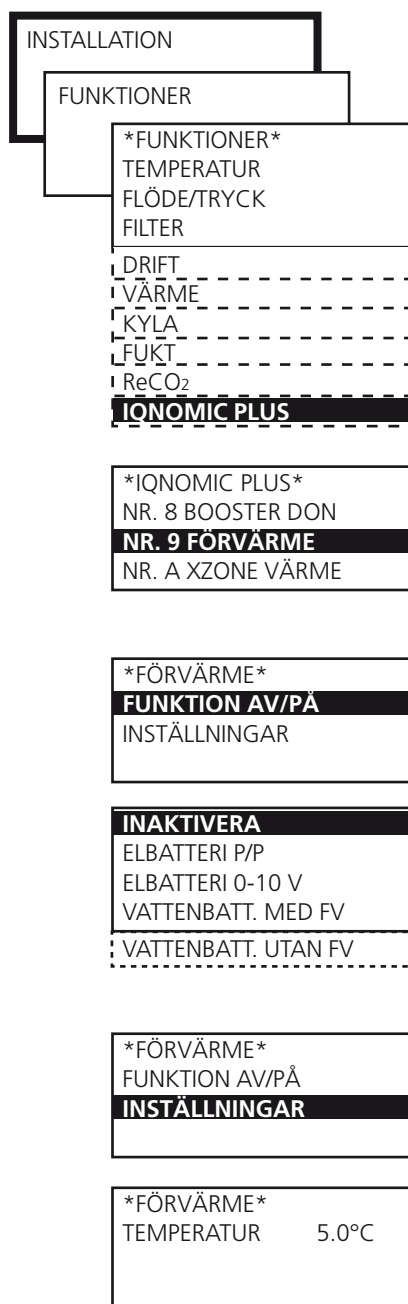 INSTALLATION
FUNKTIONER
*FUNKTIONER*
TEMPERATUR
FLÖDE/TRYCK
FILTER
DRIFT
VÄRME
KYLA
FUKT
ReCO2
IQNOMIC PLUS
*IQNOMIC PLUS*
NR. 8 BOOSTER DON
NR. 9 FÖRVÄRME
NR. A XZONE VÄRME
*FÖRVÄRME*
FUNKTION AV/PÅ
INSTÄLLNINGAR
INAKTIVERA
ELBATTERI P/P
ELBATTERI 0-10 V
VATTENBATT. MED FV
VATTENBATT. UTAN FV
*FÖRVÄRME*
FUNKTION AV/PÅ
INSTÄLLNINGAR
*FÖRVÄRME*
TEMPERATUR 5.0°C